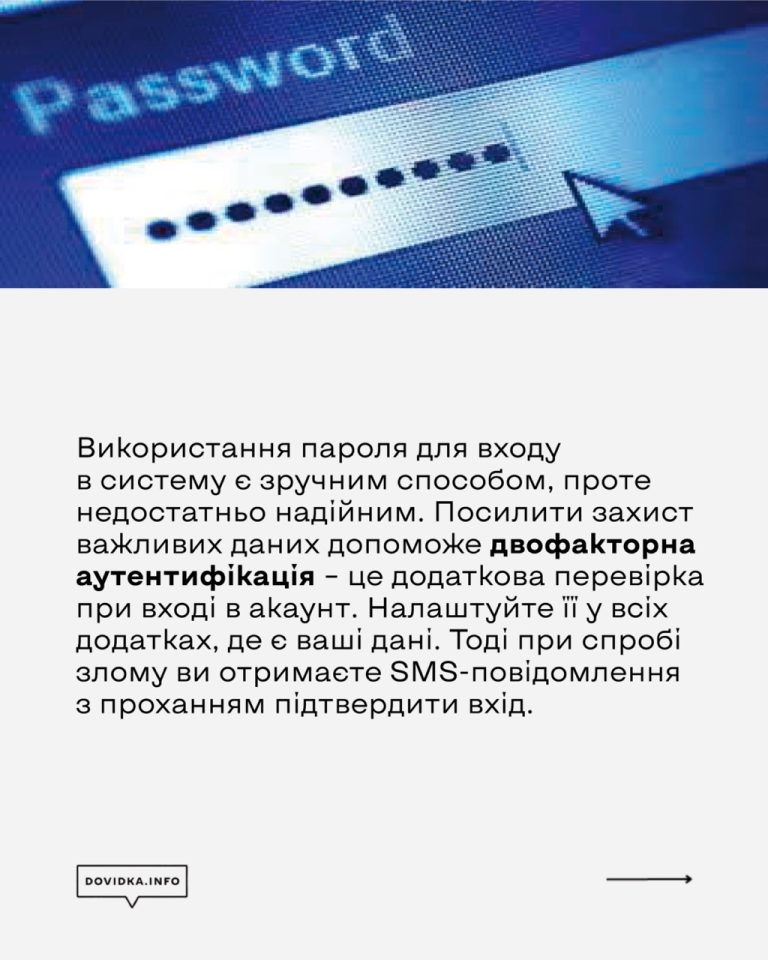 Password
Використання пароля для входу
в систему є зручним способом, проте
недостатньо надійним. Посилити захист
важливих даних допоможе двофакторна
аутентифікація – це додаткова перевірка
при вході в акаунт. Налаштуйте її у всіх
додатках, де є ваші дані. Тоді при спробі
злому ви отримаєте SMS-повідомлення
з проханням підтвердити вхід.
DOVIDKA.INFO